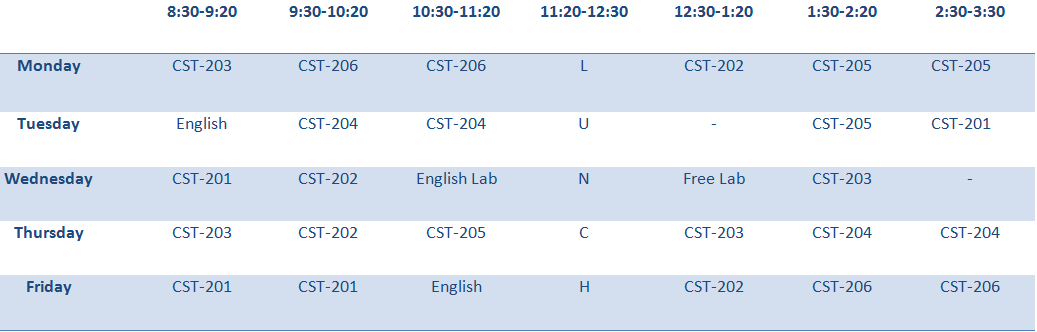 8:30-9:20 9:30-10:20 10:30-11:20 11:20-12:30 12:30-1:20 1:30-2:20 2:30-3:30
Monday CST-203 CST-206 CST-206 L CST-202 CST-205 CST-205
Tuesday English CST-204 CST-204 U - CST-205 CST-201
Wednesday CST-201 CST-202 English Lab N Free Lab CST-203 -
Thursday CST-203 CST-202 CST-205 C CST-203 CST-204 CST-204
Friday CST-201 CST-201 English H CST-202 CST-206 CST-206